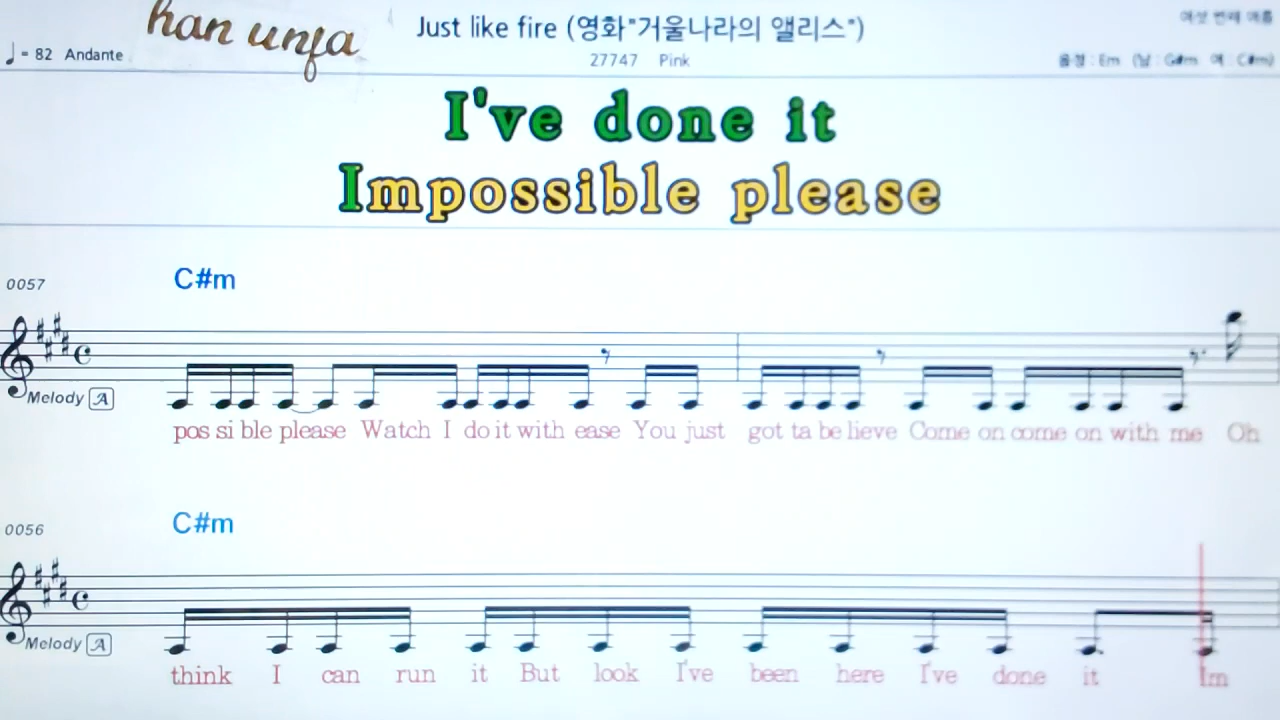 han unfa
Just like fire (영화"거울나라의 앨리스")
♩= 82 Andante
27747 Pink
I've done it
Impossible please
0057
C#m
Melody A
pos si ble please Watch I do it with ease You just got ta be lieve Come on come on with me Oh
0056
C#m
Melody A
think I can run it But look I've been here I've done it Im